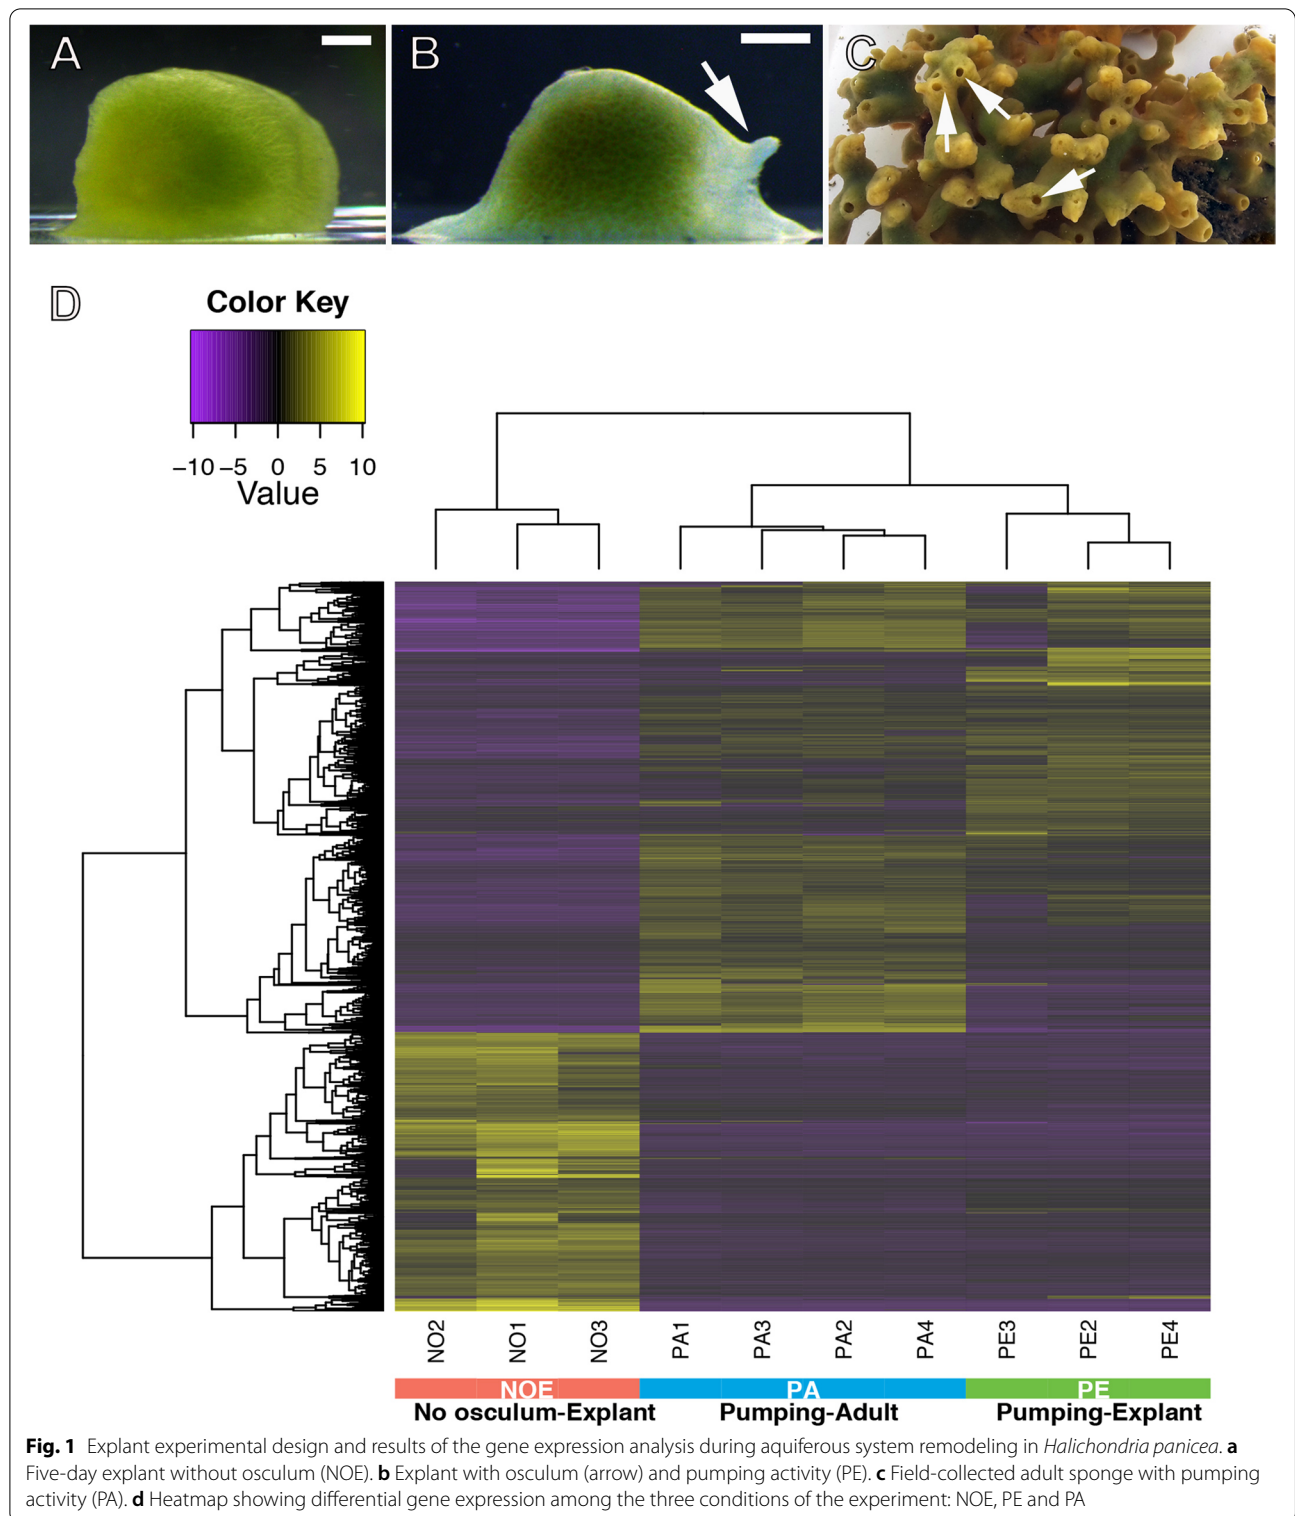 A
B
C
D
Color Key
−10 −5 0 5 10
Value
NO2 NO1 NO3 PA1 PA3 PA2 PA4 PE3 PE2 PE4
NOE PA PE
No osculum-Explant Pumping-Adult Pumping-Explant
Fig. 1 Explant experimental design and results of the gene expression analysis during aquiferous system remodeling in Halichondria panicea. a
Five-day explant without osculum (NOE). b Explant with osculum (arrow) and pumping activity (PE). c Field-collected adult sponge with pumping
activity (PA). d Heatmap showing differential gene expression among the three conditions of the experiment: NOE, PE and PA